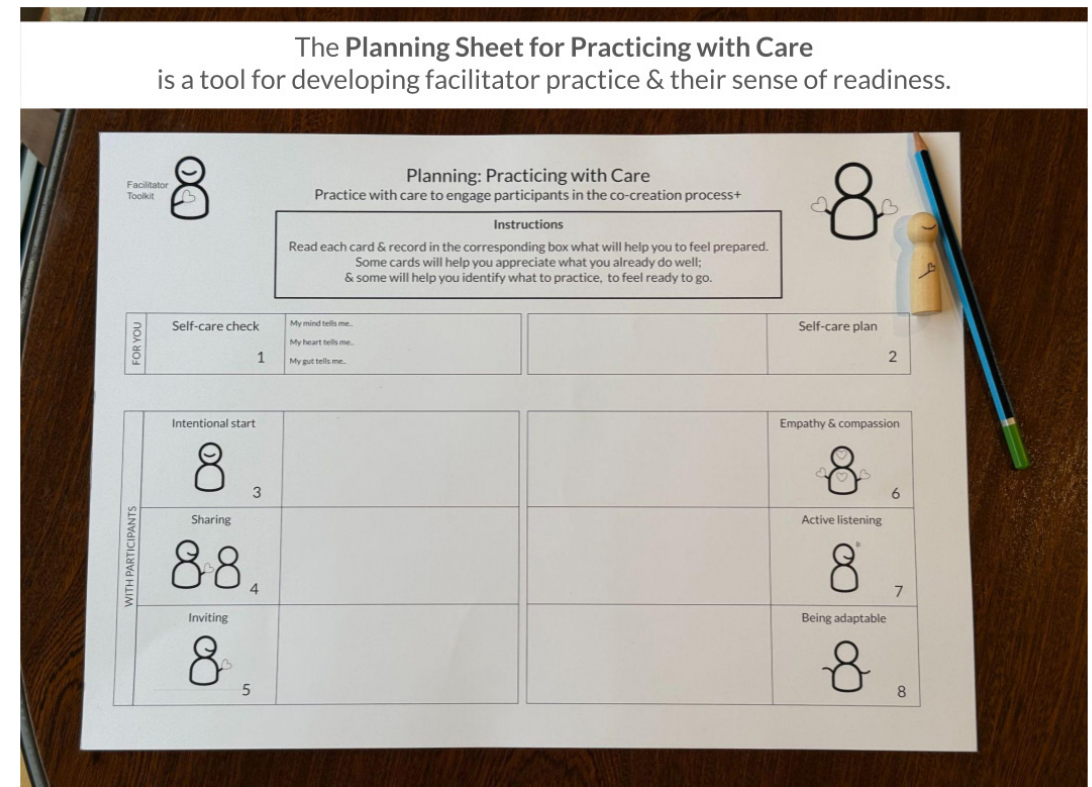 The Planning Sheet for Practicing with Care
is a tool for developing facilitator practice & their sense of readiness.
Facilitator
Toolkit
Planning: Practicing with Care
Practice with care to engage participants in the co-creation process+
Instructions
Read each card & record in the corresponding box what will help you to feel prepared.
Some cards will help you appreciate what you already do well;
& some will help you identify what to practice, to feel ready to go.
FOR YOU
Self-care check
1
My mind tells me..
My heart tells me..
My gut tells me..
Self-care plan
2
WITH PARTICIPANTS
Intentional start
3
Sharing
4
Inviting
5
Empathy & compassion
6
Active listening
7
Being adaptable
8